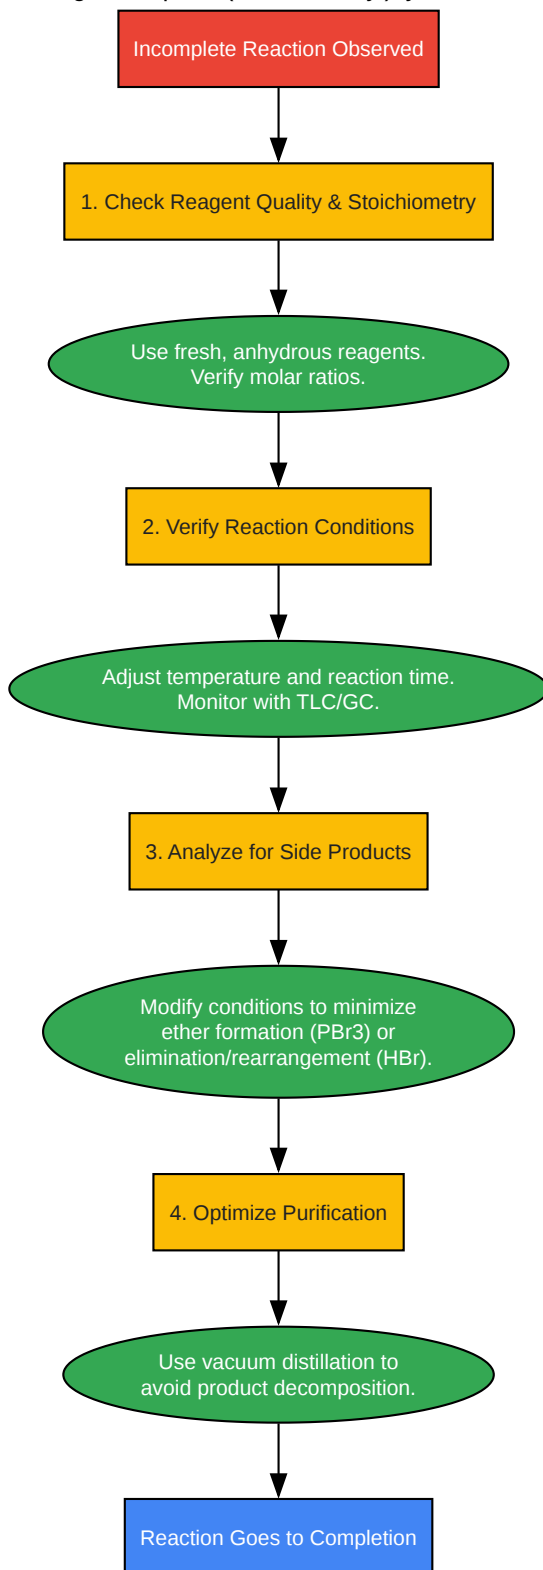 Incomplete Reaction Observed
1. Check Reagent Quality & Stoichiometry
Use fresh, anhydrous reagents.
Verify molar ratios.
2. Verify Reaction Conditions
Adjust temperature and reaction time.
Monitor with TLC/GC.
3. Analyze for Side Products
Modify conditions to minimize
ether formation (PBr3) or
elimination/rearrangement (HBr).
4. Optimize Purification
Use vacuum distillation to
avoid product decomposition.
Reaction Goes to Completion